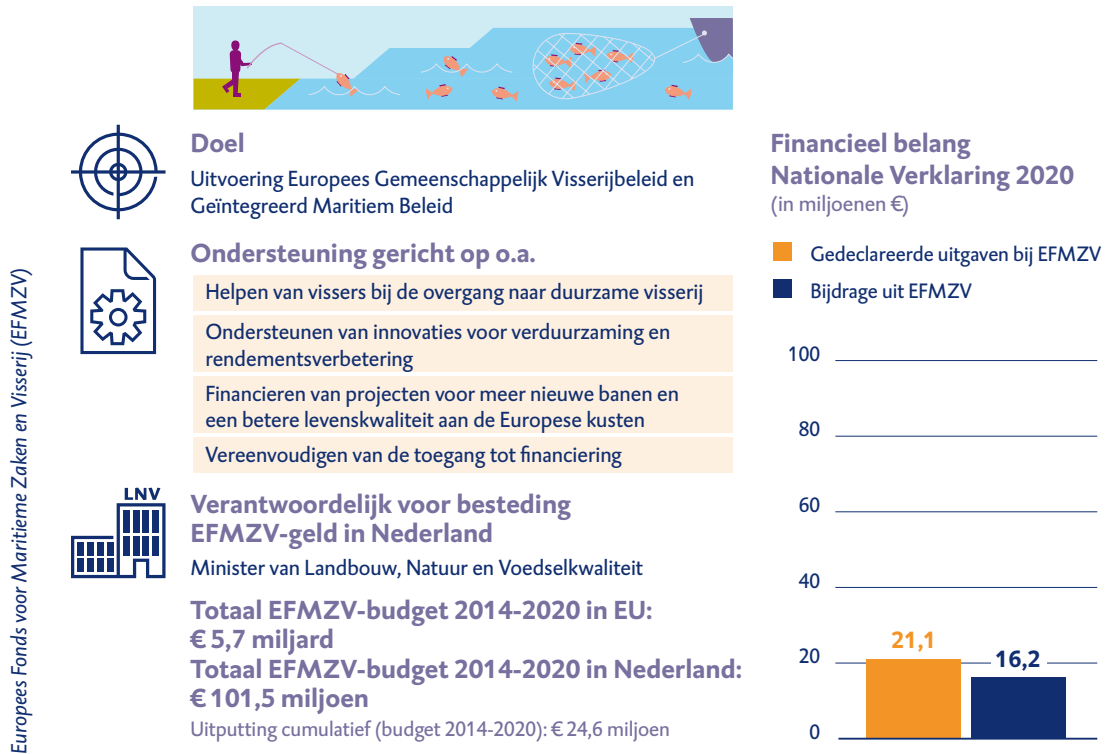 Europees Fonds voor Maritieme Zaken en Visserij (EFMZV)
Doel
Uitvoering Europees Gemeenschappelijk Visserijbeleid en
Geïntegreerd Maritiem Beleid
Ondersteuning gericht op o.a.
Helpen van vissers bij de overgang naar duurzame visserij
Ondersteunen van innovaties voor verduurzaming en
rendementsverbetering
Financieren van projecten voor meer nieuwe banen en
een betere levenskwaliteit aan de Europese kusten
Vereenvoudigen van de toegang tot financiering
LNV
Verantwoordelijk voor besteding
EFMZV-geld in Nederland
Minister van Landbouw, Natuur en Voedselkwaliteit
Totaal EFMZV-budget 2014-2020 in EU:
€ 5,7 miljard
Totaal EFMZV-budget 2014-2020 in Nederland:
€ 101,5 miljoen
Uitputting cumulatief (budget 2014-2020): € 24,6 miljoen
Financieel belang
Nationale Verklaring 2020
(in miljoenen €)
Gedeclareerde uitgaven bij EFMZV
Bijdrage uit EFMZV
100
80
60
40
20
0
21,1
16,2